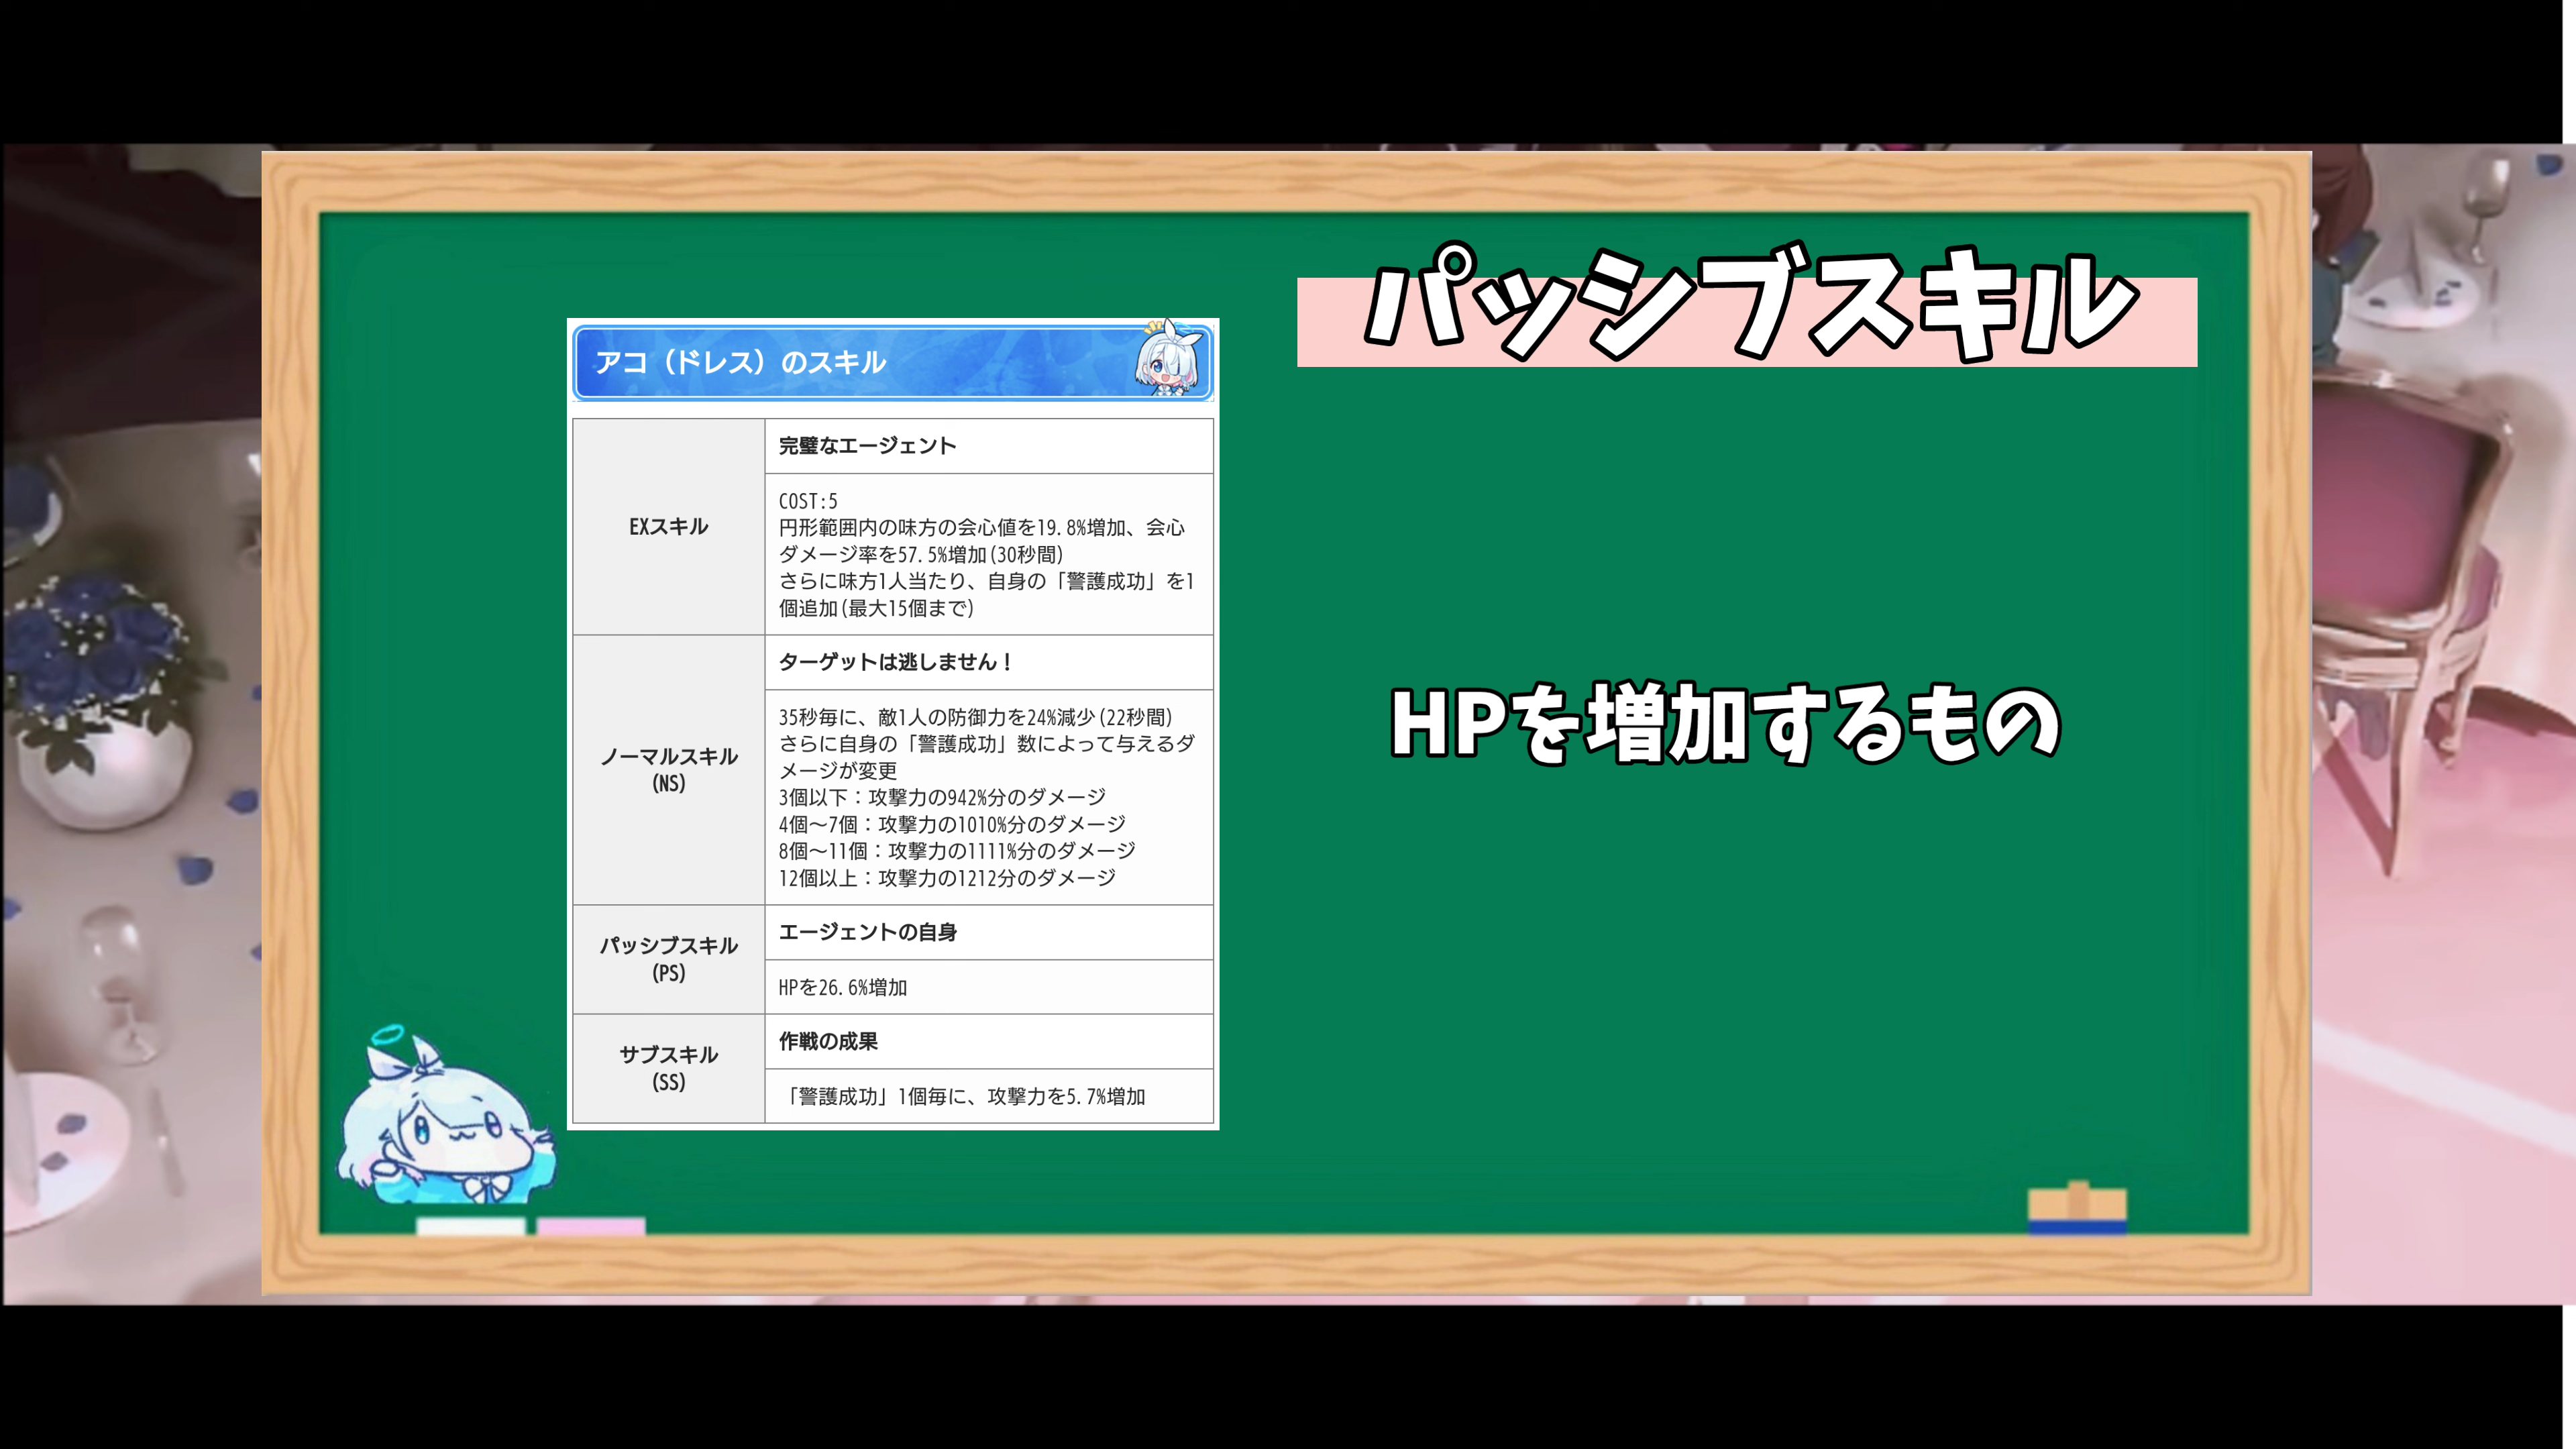 パッシブスキル
アコ（ドレス）のスキル
EXスキル
完璧なエージェント
COST:5
円形範囲内の味方の会心値を19.8%増加、会心
ダメージ率を57.5%増加(30秒間)
さらに味方1人当たり、自身の「警護成功」を1
個追加(最大15個まで)
ノーマルスキル
(NS)
ターゲットは逃しません！
35秒毎に、敵1人の防御力を24%減少(22秒間)
さらに自身の「警護成功」数によって与えるダ
メージが変更
3個以下：攻撃力の942%分のダメージ
4個～7個：攻撃力の1010%分のダメージ
8個～11個：攻撃力の1111%分のダメージ
12個以上：攻撃力の1212分のダメージ
パッシブスキル
(PS)
エージェントの自身
HPを26.6%増加
サブスキル
(SS)
作戦の成果
「警護成功」1個毎に、攻撃力を5.7%増加
HPを増加するもの